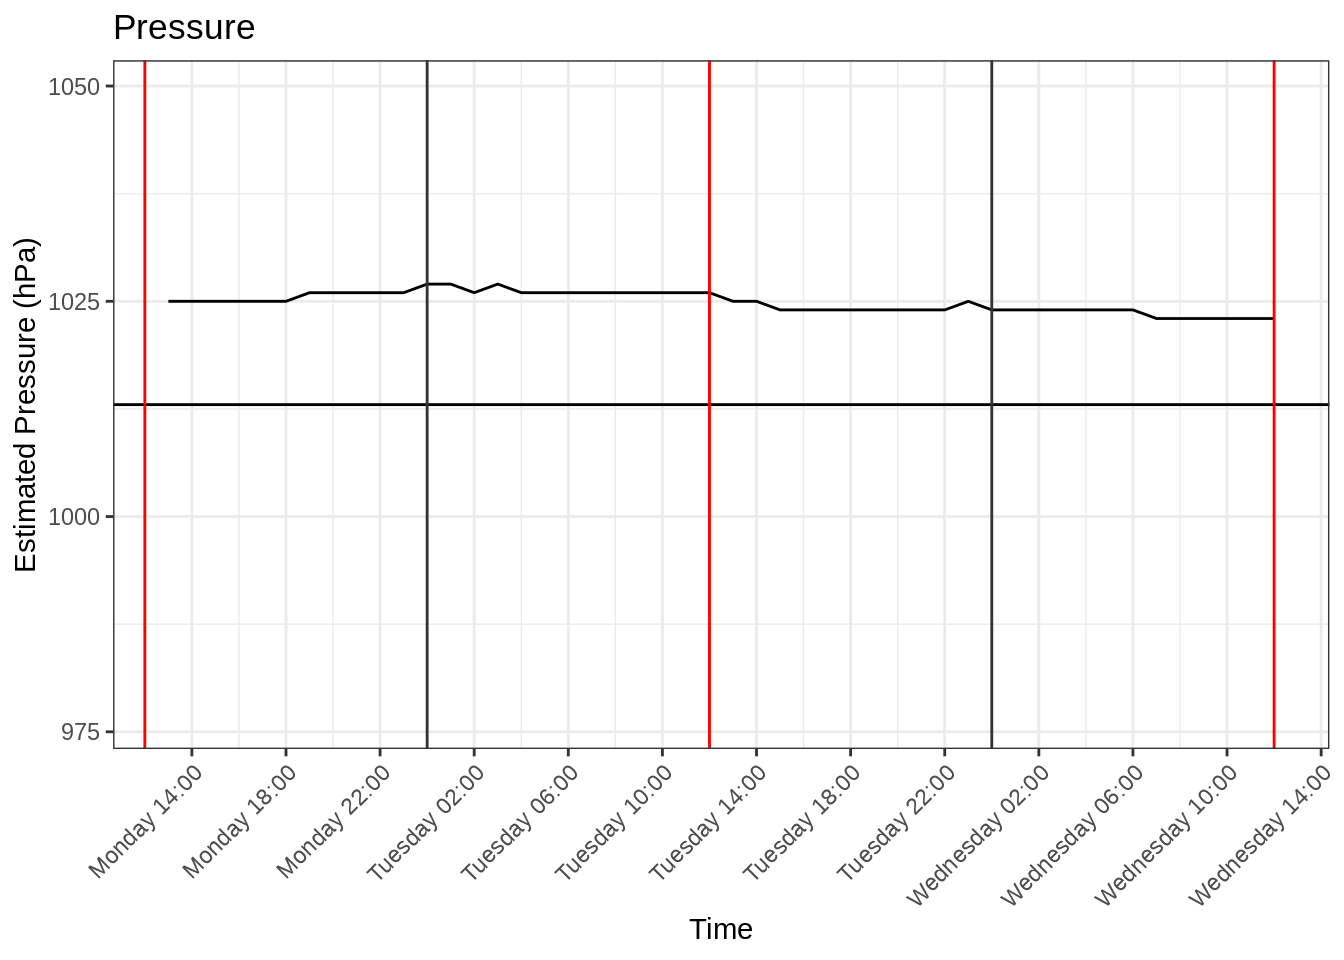 Pressure
1050
1025
1000
975
Estimated Pressure (hPa)
Monday 14:00
Monday 18:00
Monday 22:00
Tuesday 02:00
Tuesday 06:00
Tuesday 10:00
Tuesday 14:00
Tuesday 18:00
Tuesday 22:00
Wednesday 02:00
Wednesday 06:00
Wednesday 10:00
Wednesday 14:00
Time